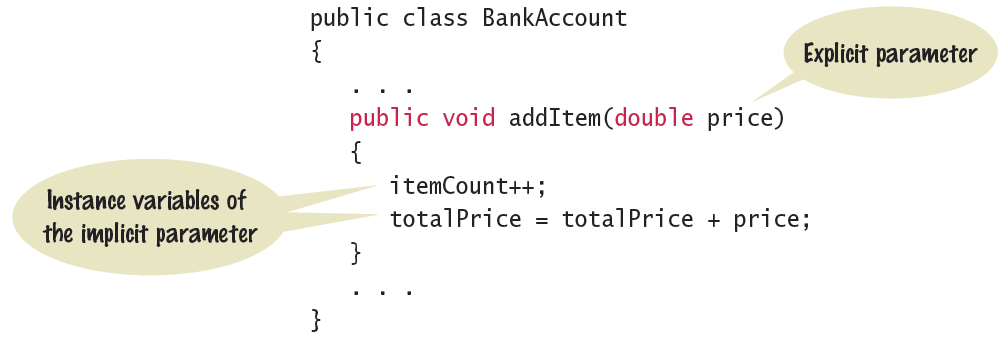 public class BankAccount
{
Explicit parameter
. . .
public void addItem(double price)
{
itemCount++;
Instance variables of
the implicit parameter
totalPrice = totalPrice + price;
}
. . .
}